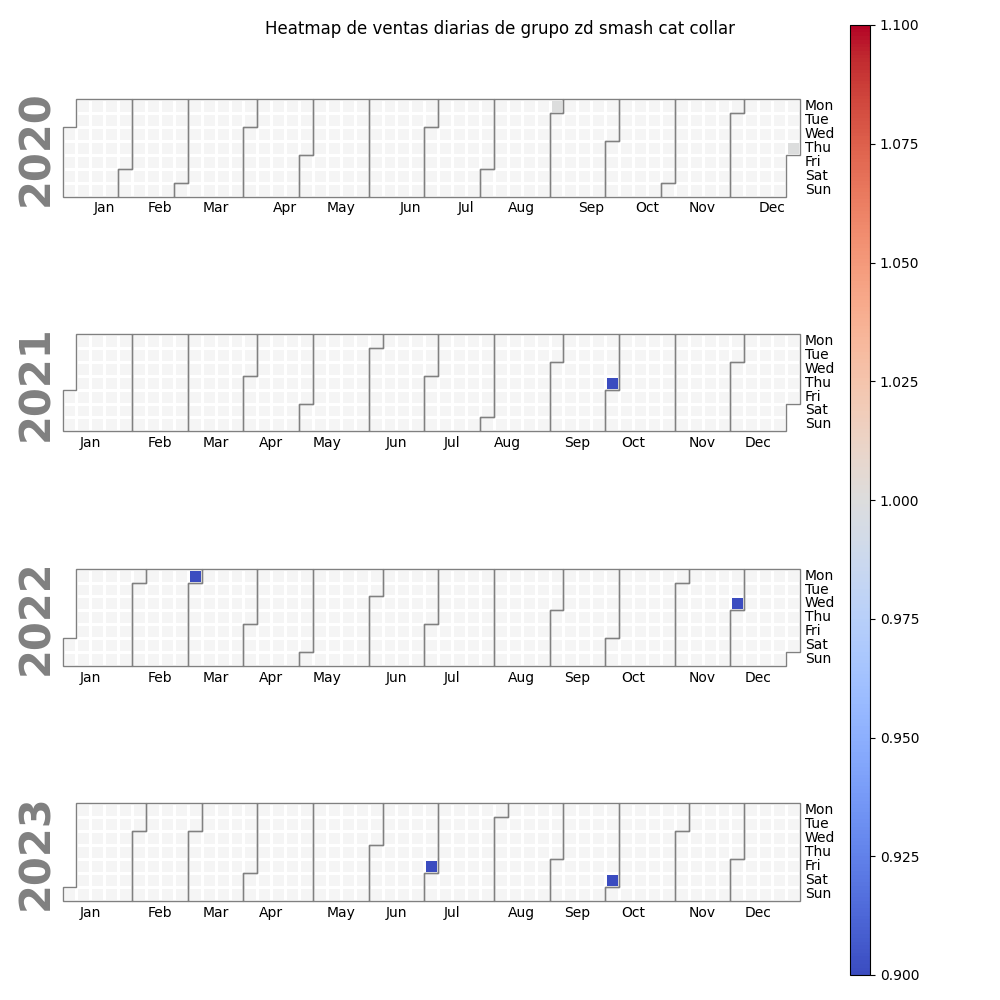 Heatmap de ventas diarias de grupo zd smash cat collar
2020
Mon
Tue
Wed
Thu
Fri
Sat
Sun
Jan Feb Mar Apr May Jun Jul Aug Sep Oct Nov Dec
2021
Mon
Tue
Wed
Thu
Fri
Sat
Sun
Jan Feb Mar Apr May Jun Jul Aug Sep Oct Nov Dec
2022
Mon
Tue
Wed
Thu
Fri
Sat
Sun
Jan Feb Mar Apr May Jun Jul Aug Sep Oct Nov Dec
2023
Mon
Tue
Wed
Thu
Fri
Sat
Sun
Jan Feb Mar Apr May Jun Jul Aug Sep Oct Nov Dec
1.100
1.075
1.050
1.025
1.000
0.975
0.950
0.925
0.900